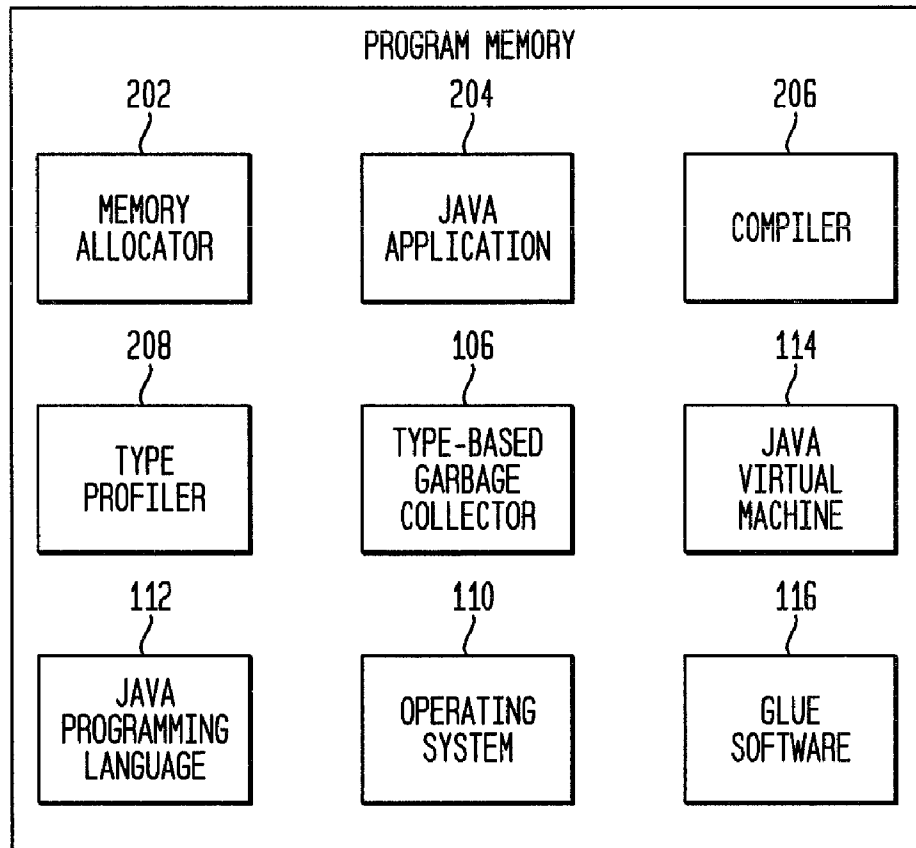 PROGRAM MEMORY
202
204
206
MEMORY
ALLOCATOR
JAVA
APPLICATION
COMPILER
208
106
114
TYPE
PROFILER
TYPE-BASED
GARBAGE
COLLECTOR
JAVA
VIRTUAL
MACHINE
112
110
116
JAVA
PROGRAMMING
LANGUAGE
OPERATING
SYSTEM
GLUE
SOFTWARE